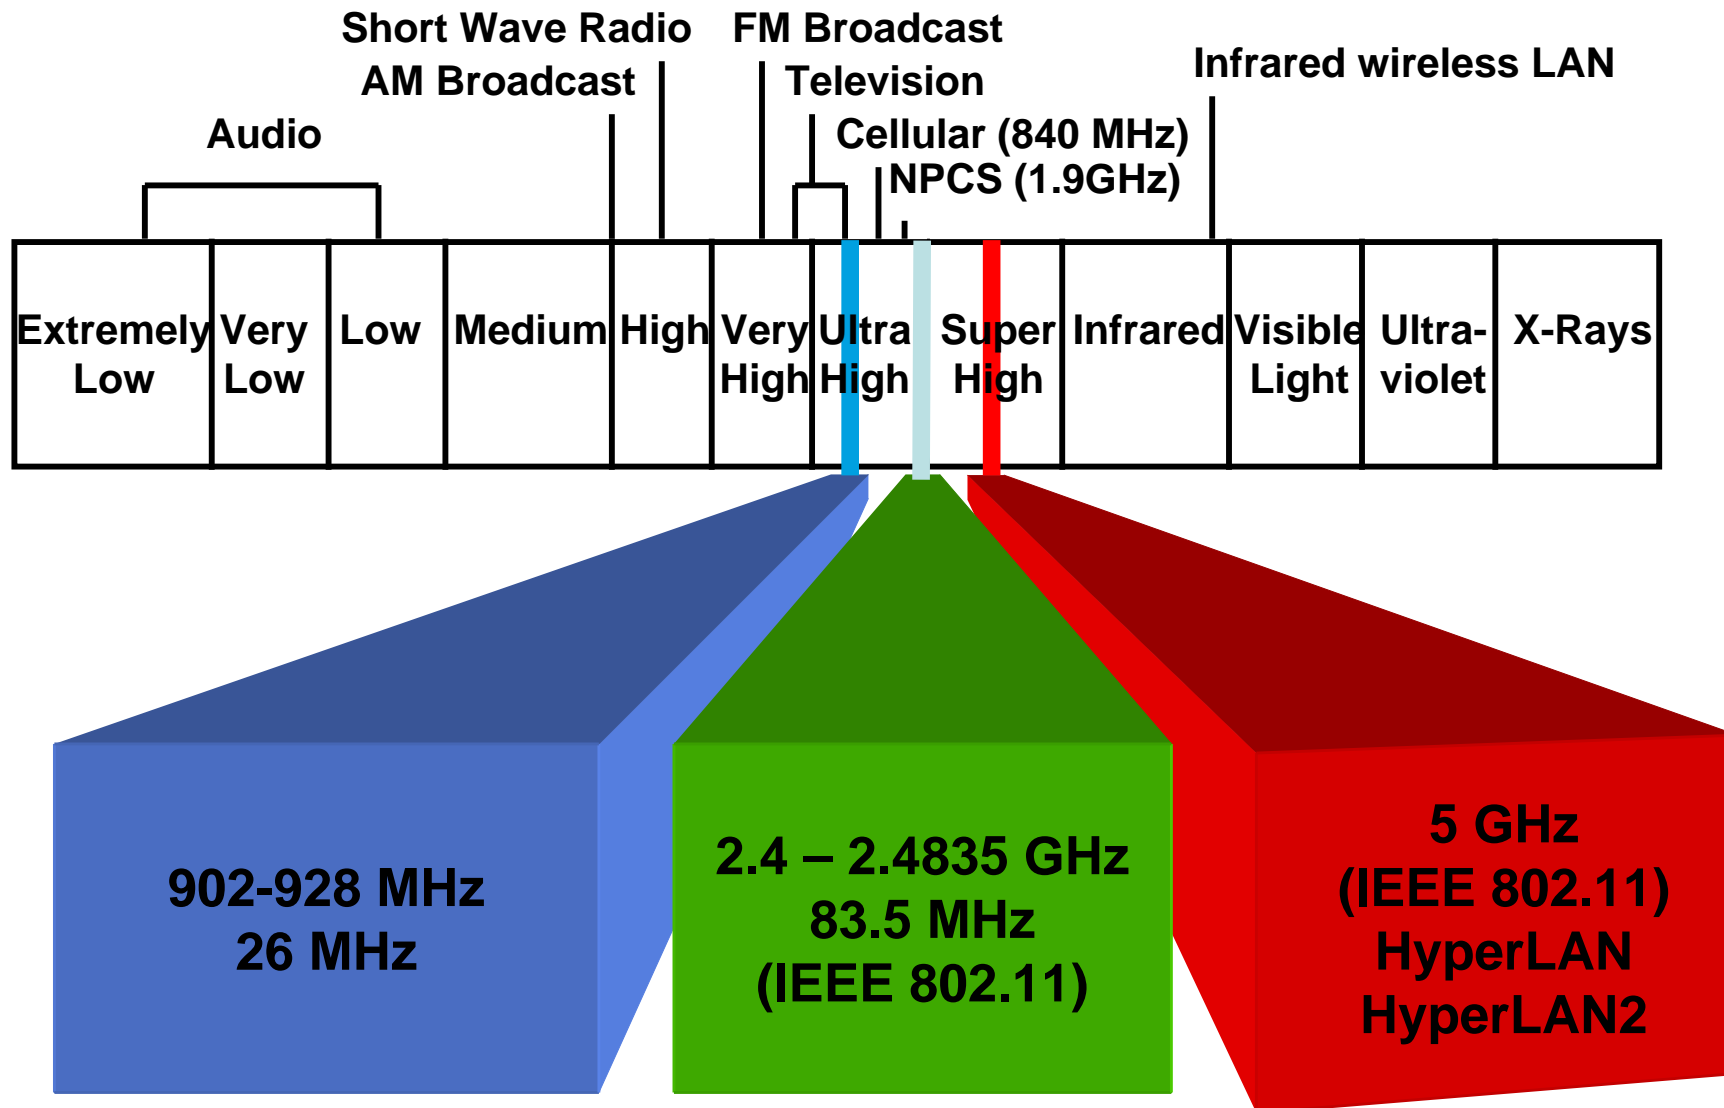 Short Wave Radio
FM Broadcast
Infrared wireless LAN
AM Broadcast
Television
Audio
Cellular (840 MHz)
NPCS (1.9GHz)
Extremely
Low
Very
Low
Low
Medium
High
Very
High
Ultra
High
Super
High
Infrared
Visible
Light
Ultra-
violet
X-Rays
902-928 MHz
26 MHz
2.4 – 2.4835 GHz
83.5 MHz
(IEEE 802.11)
5 GHz
(IEEE 802.11)
HyperLAN
HyperLAN2